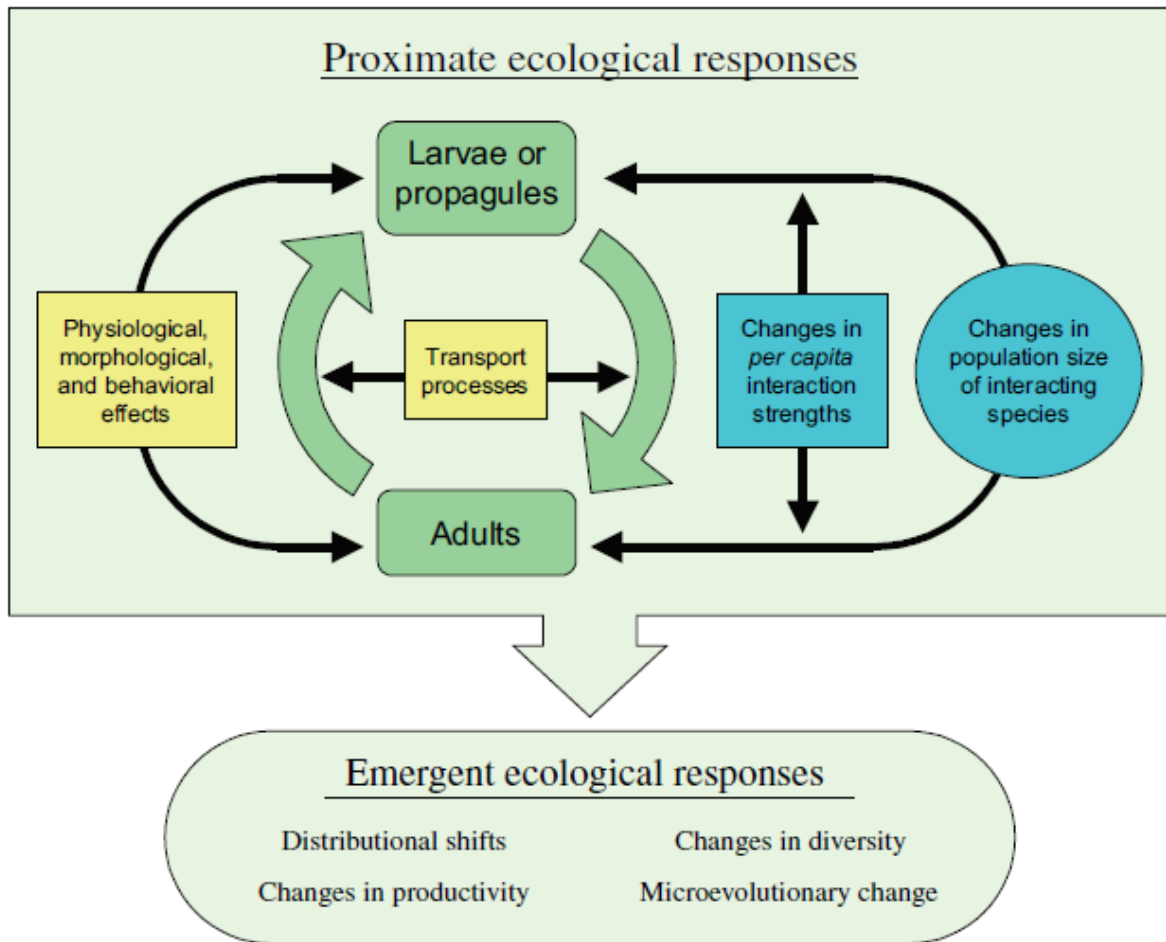 Proximate ecological responses
Larvae or
propagules
Physiological,
morphological,
and behavioral
effects
Transport
processes
Changes in
per capita
interaction
strengths
Changes in
population size
of interacting
species
Adults
Emergent ecological responses
Distributional shifts
Changes in diversity
Changes in productivity
Microevolutionary change